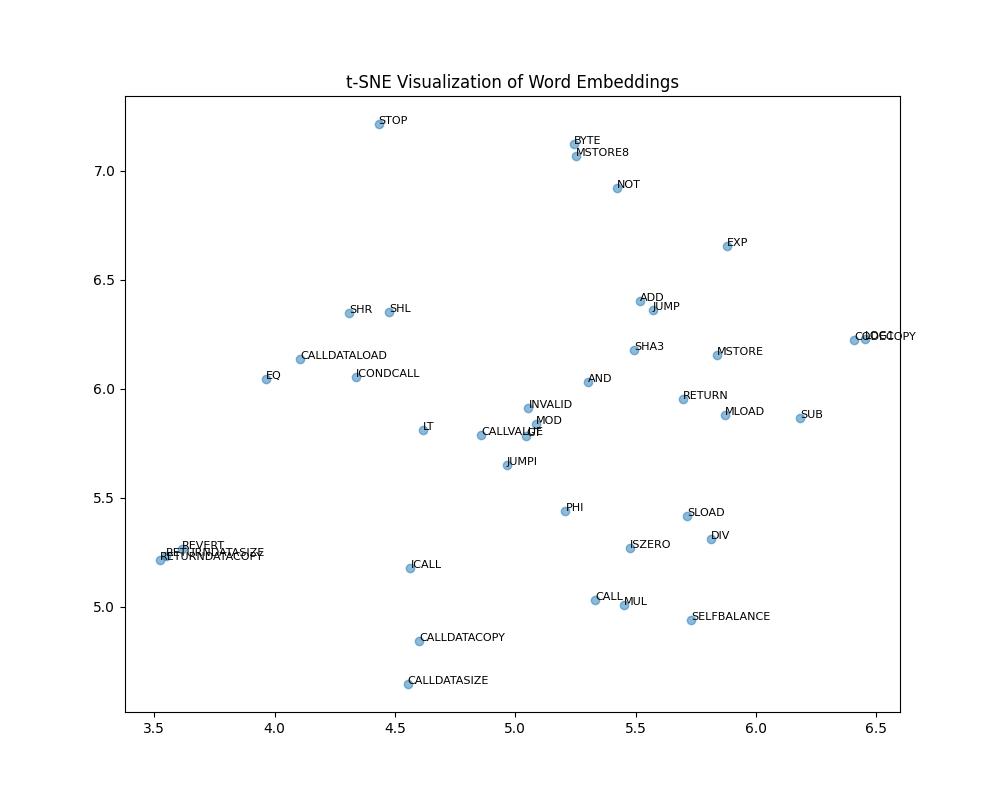 t-SNE Visualization of Word Embeddings
STOP
BYTE
MSTORE8
NOT
EXP
ADD
JUMP
SHR
SHL
CODECOPY
LOG1
SHA3
MSTORE
CALLDATALOAD
EQ
ICONDCALL
AND
RETURN
INVALID
MLOAD
SUB
MOD
LT
CALLVALUE
GT
JUMPI
PHI
SLOAD
DIV
REVERT
RETURNDATASIZE
RETURNDATACOPY
ISZERO
ICALL
CALL
MUL
SELFBALANCE
CALLDATACOPY
CALLDATASIZE
7.0
6.5
6.0
5.5
5.0
3.5 4.0 4.5 5.0 5.5 6.0 6.5